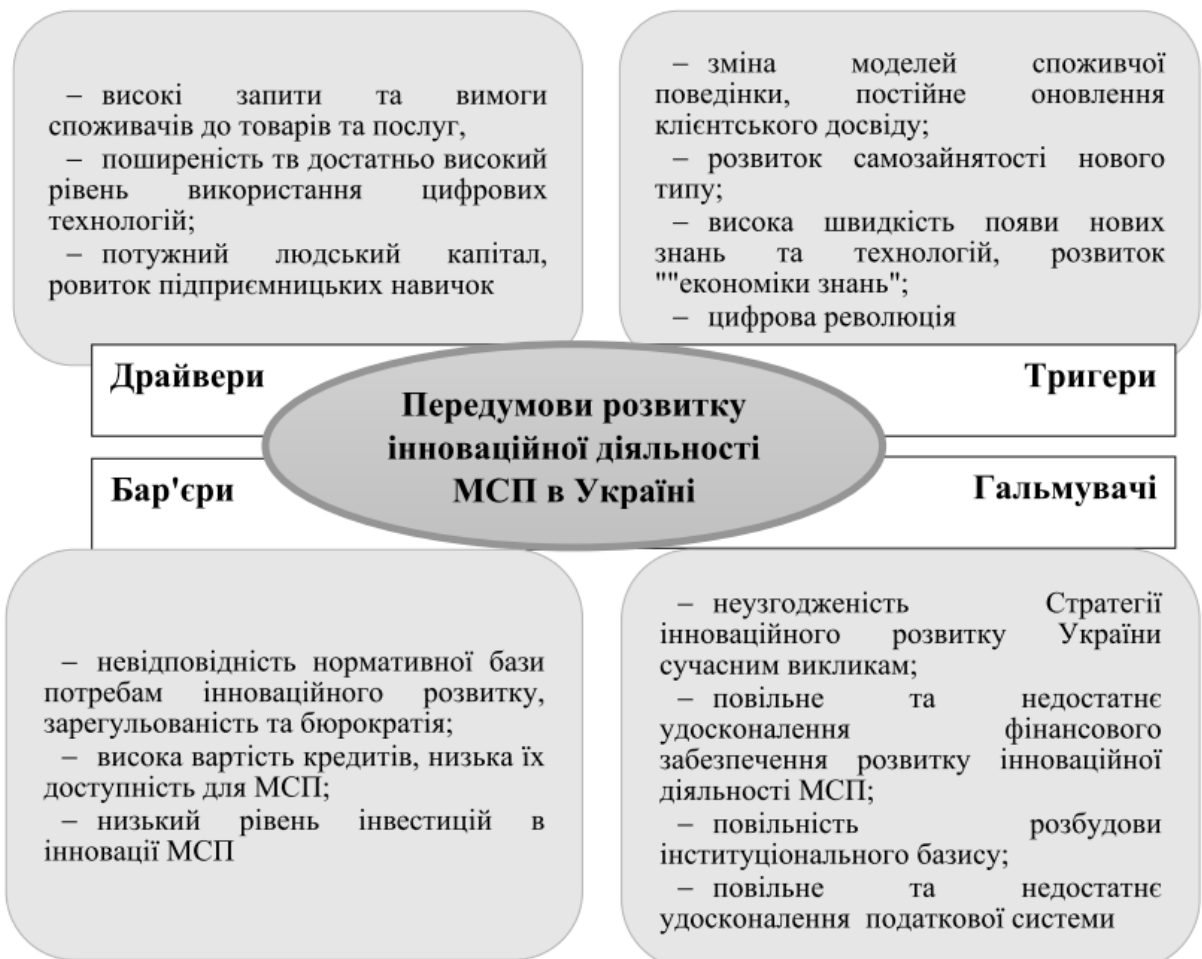 – високі запити та вимоги
споживачів до товарів та послуг,
– поширеність тв достатньо високий
рівень використання цифрових
технологій;
– потужний людський капітал,
ровиток підприємницьких навичок
– зміна моделей споживчої
поведінки, постійне оновлення
клієнтського досвіду;
– розвиток самозайнятості нового
типу;
– висока швидкість появи нових
знань та технологій, розвиток
""економіки знань";
– цифрова революція
Драйвери
Тригери
Передумови розвитку
інноваційної діяльності
МСП в Україні
Бар'єри
Гальмувачі
– невідповідність нормативної бази
потребам інноваційного розвитку,
зарегульованість та бюрократія;
– висока вартість кредитів, низька їх
доступність для МСП;
– низький рівень інвестицій в
інновації МСП
– неузгодженість Стратегії
інноваційного розвитку України
сучасним викликам;
– повільне та недостатнє
удосконалення фінансового
забезпечення розвитку інноваційної
діяльності МСП;
– повільність розбудови
інституціонального базису;
– повільне та недостатнє
удосконалення податкової системи